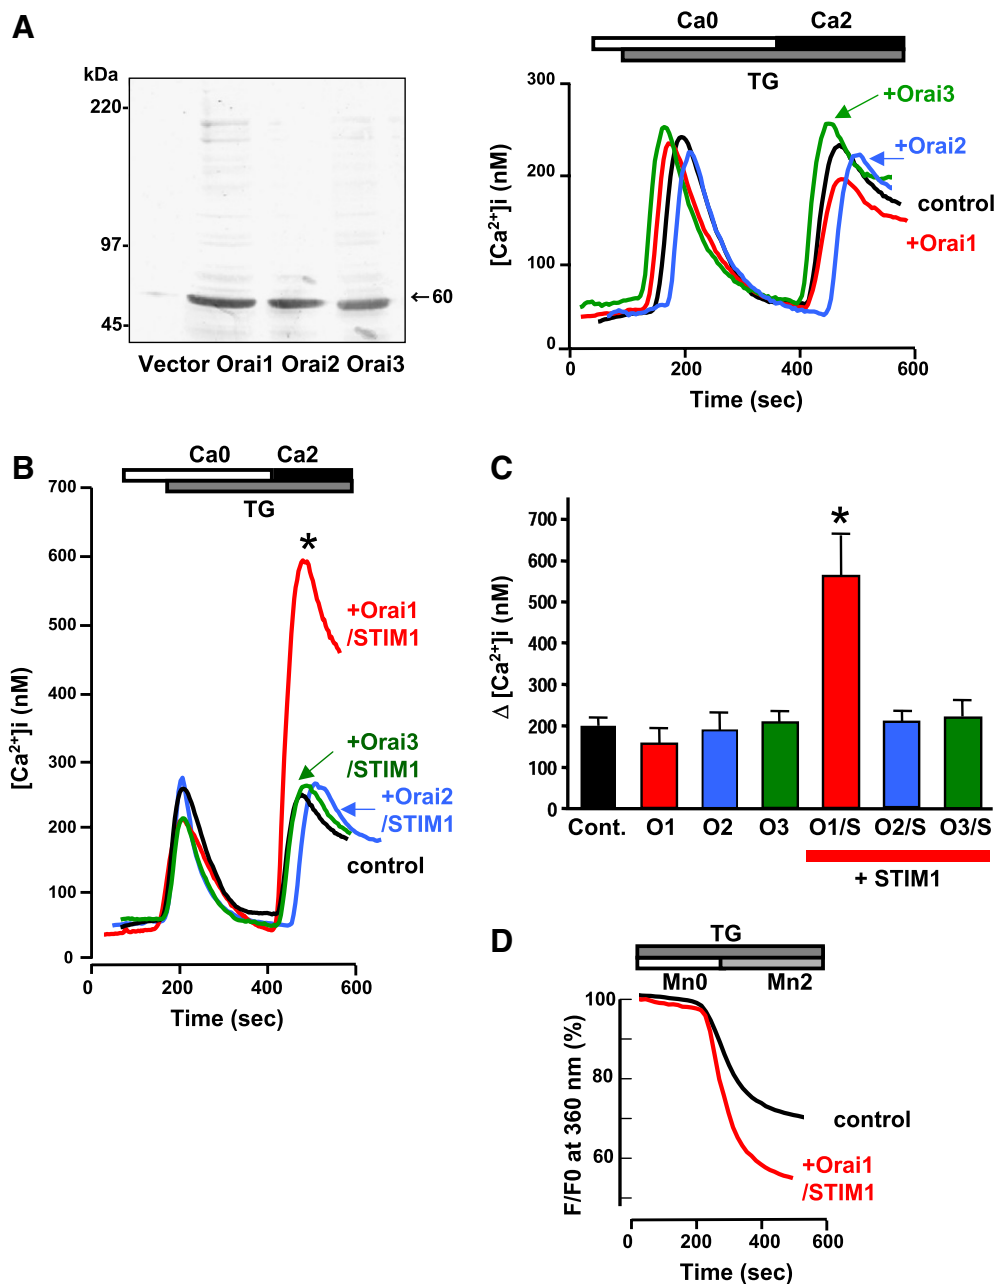 A
kDa
220-
97-
45-
←60
Vector Orai1 Orai2 Orai3
Ca0
Ca2
TG
[Ca2+]i (nM)
300
200
100
0
+Orai3
+Orai2
control
+Orai1
0
200
400
600
Time (sec)
B
Ca0
Ca2
TG
[Ca2+]i (nM)
700
600
500
400
300
200
100
0
*
+Orai1
/STIM1
+Orai3
/STIM1
+Orai2
/STIM1
control
0
200
400
600
Time (sec)
C
Δ [Ca2+]i (nM)
700
600
500
400
300
200
100
0
*
Cont. O1 O2 O3 O1/S O2/S O3/S
+ STIM1
D
TG
Mn0
Mn2
F/F0 at 360 nm (%)
100
80
60
control
+Orai1
/STIM1
0
200
400
600
Time (sec)